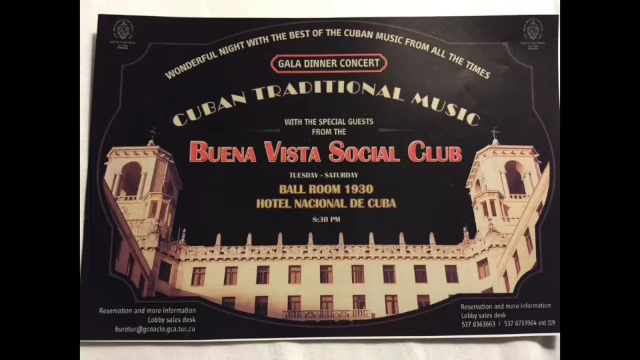 WONDERFUL NIGHT WITH THE BEST OF THE CUBAN MUSIC FROM ALL THE TIMES
GALA DINNER CONCERT
CUBAN TRADITIONAL MUSIC
WITH THE SPECIAL GUESTS
FROM THE
BUENA VISTA SOCIAL CLUB
TUESDAY - SATURDAY
BALL ROOM 1930
HOTEL NACIONAL DE CUBA
8:30 PM
Reservation and more information
Lobby sales desk
Reservation and more information
Lobby sales desk
537 8363663 / 537 8733564 ext 119